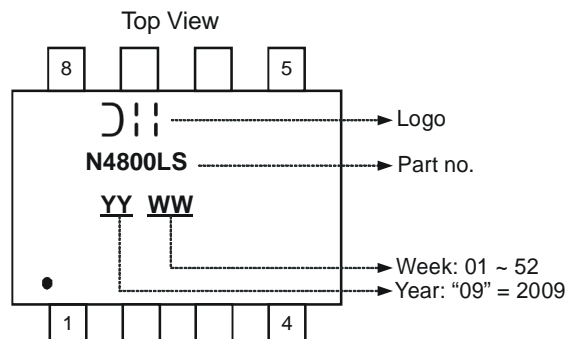 Top View
8 5
Logo
N4800LS Part no.
YY WW
Week: 01 ~ 52
Year: “09” = 2009
1 4